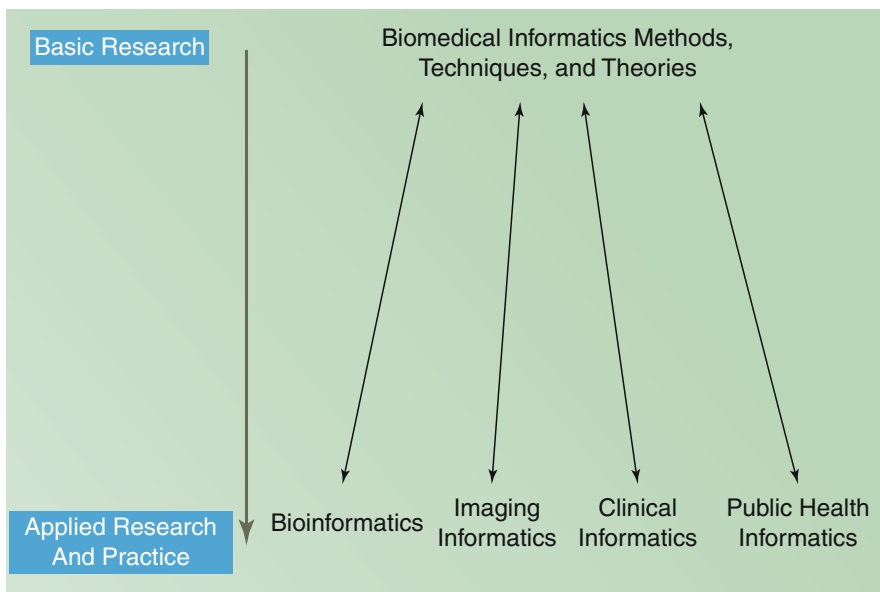 Basic Research
Biomedical Informatics Methods,
Techniques, and Theories
Applied Research
And Practice
Bioinformatics
Imaging
Informatics
Clinical
Informatics
Public Health
Informatics